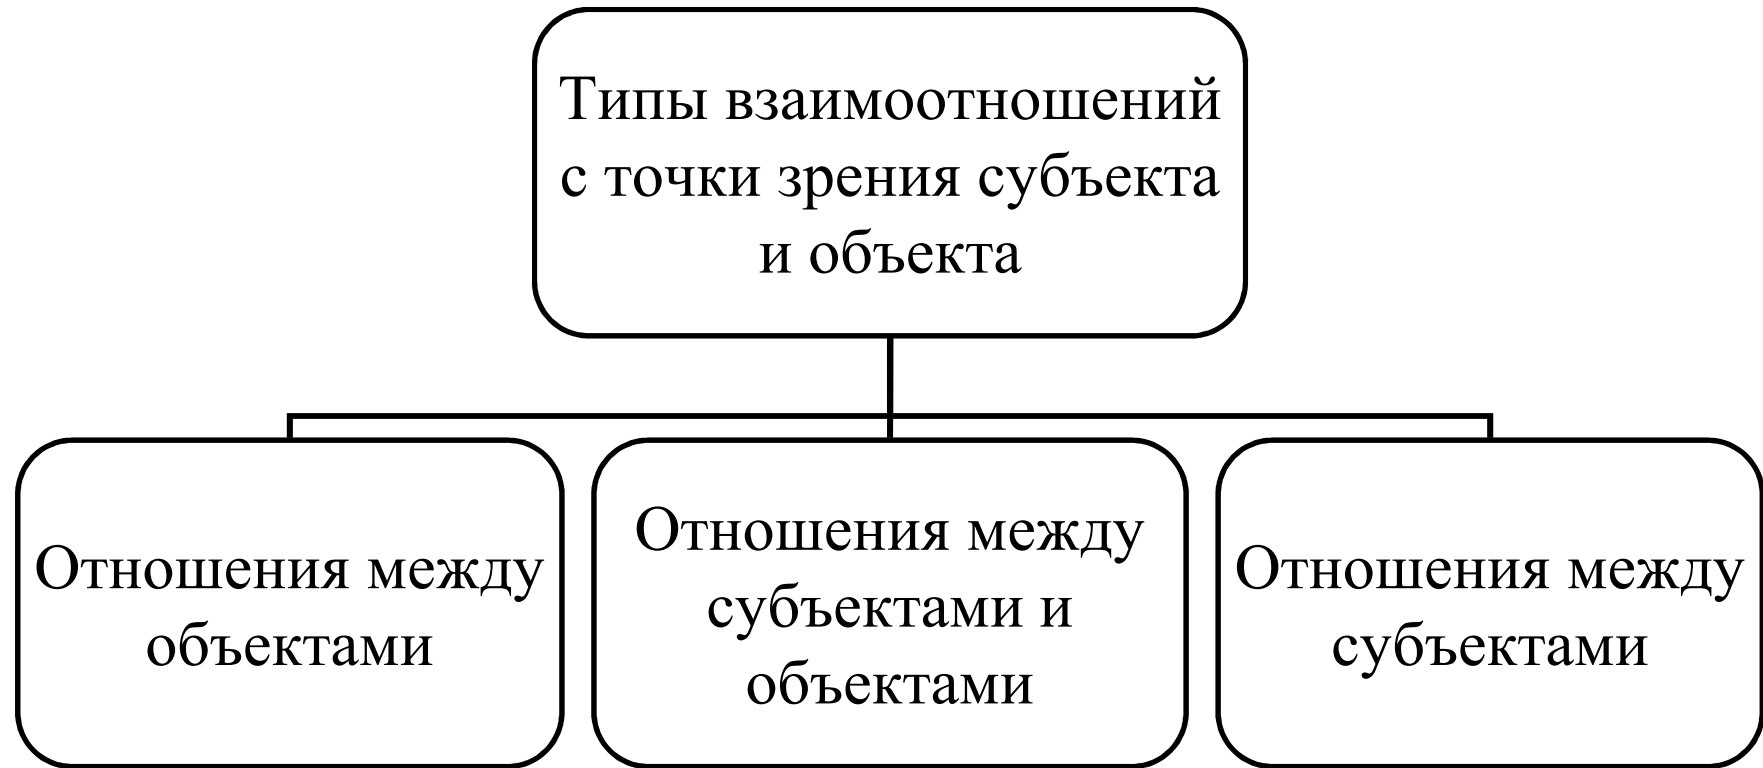 Типы взаимоотношений
с точки зрения субъекта
и объекта
Отношения между
объектами
Отношения между
субъектами и
объектами
Отношения между
субъектами